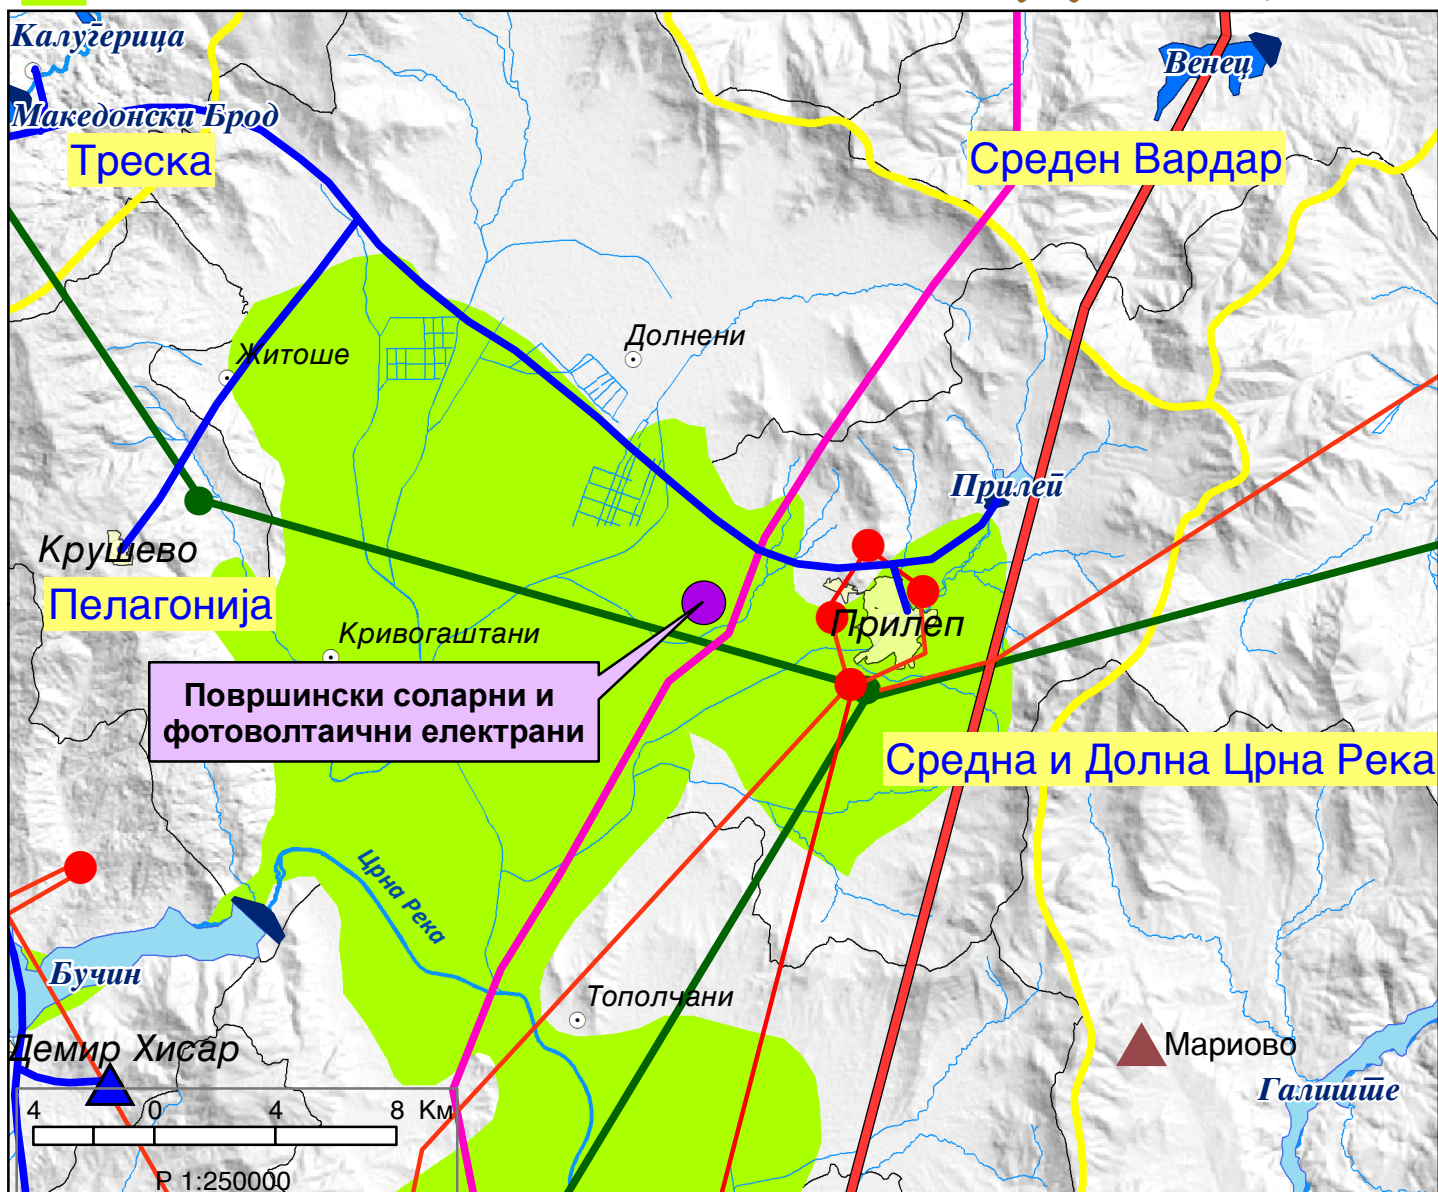 Калуѓерица
Венец
Македонски Брод
Треска
Среден Вардар
Долнени
Житоше
Прилеп
Крушево
Пелагонија
Кривогаштани
Прилеп
Површински соларни и
фотоволтаични електрани
Средна и Долна Црна Река
Црна Река
Бучин
Тополчани
Демир Хисар
Мариово
Галиште
4 0 4 8 Км
Р 1:250000